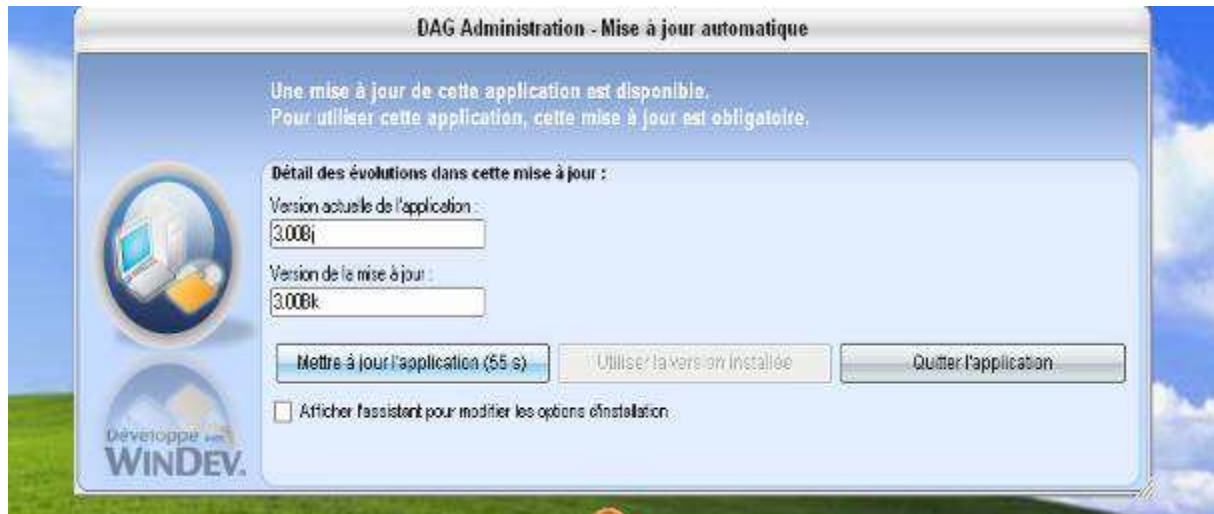 DAG Administration - Mise à jour automatique
Une mise à jour de cette application est disponible.
Pour utiliser cette application, cette mise à jour est obligatoire.
Détail des évolutions dans cette mise à jour :
Version actuelle de l'application :
3.00Bj
Version de la mise à jour :
3.00Bk
Mettre à jour l'application (55 s)
Utiliser la version installée
Quitter l'application
Afficher l'assistant pour modifier les options d'installation
Développé avec
WINDEV.